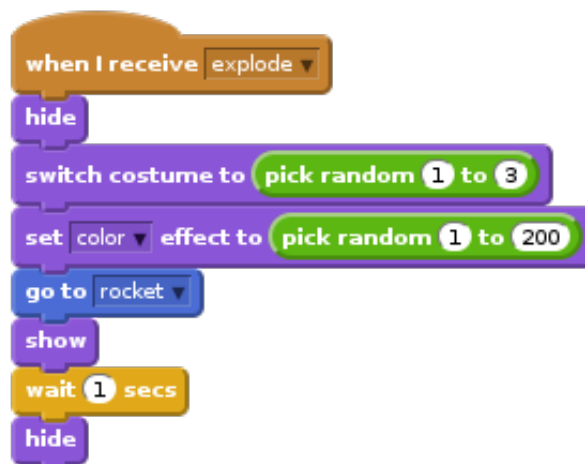 when I receive explode
hide
switch costume to pick random 1 to 3
set color effect to pick random 1 to 200
go to rocket
show
wait 1 secs
hide